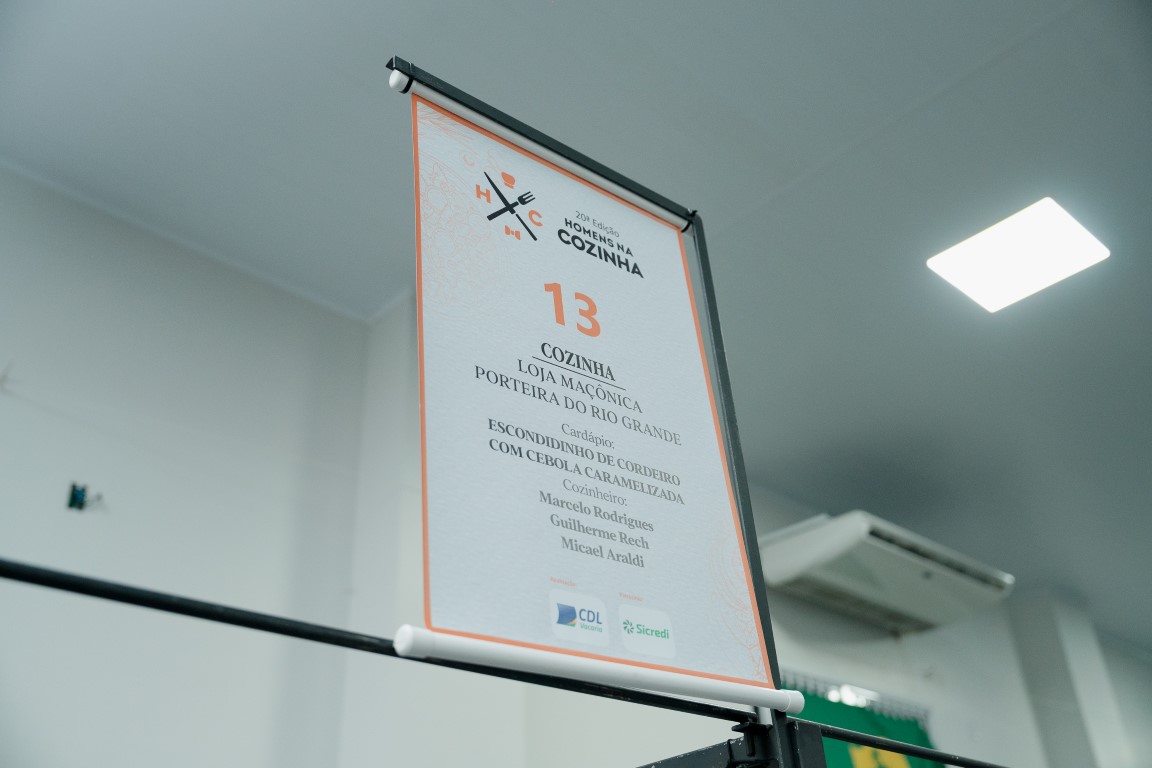 H C
20ª Edição
HOMENS NA
COZINHA
13
COZINHA
LOJA MAÇÔNICA
PORTEIRA DO RIO GRANDE
Cardápio:
ESCONDIDINHO DE CORDEIRO
COM CEBOLA CARAMELIZADA
Cozinheiro:
Marcelo Rodrigues
Guilherme Rech
Micael Araldi
CDL
Vacaria
Sicredi